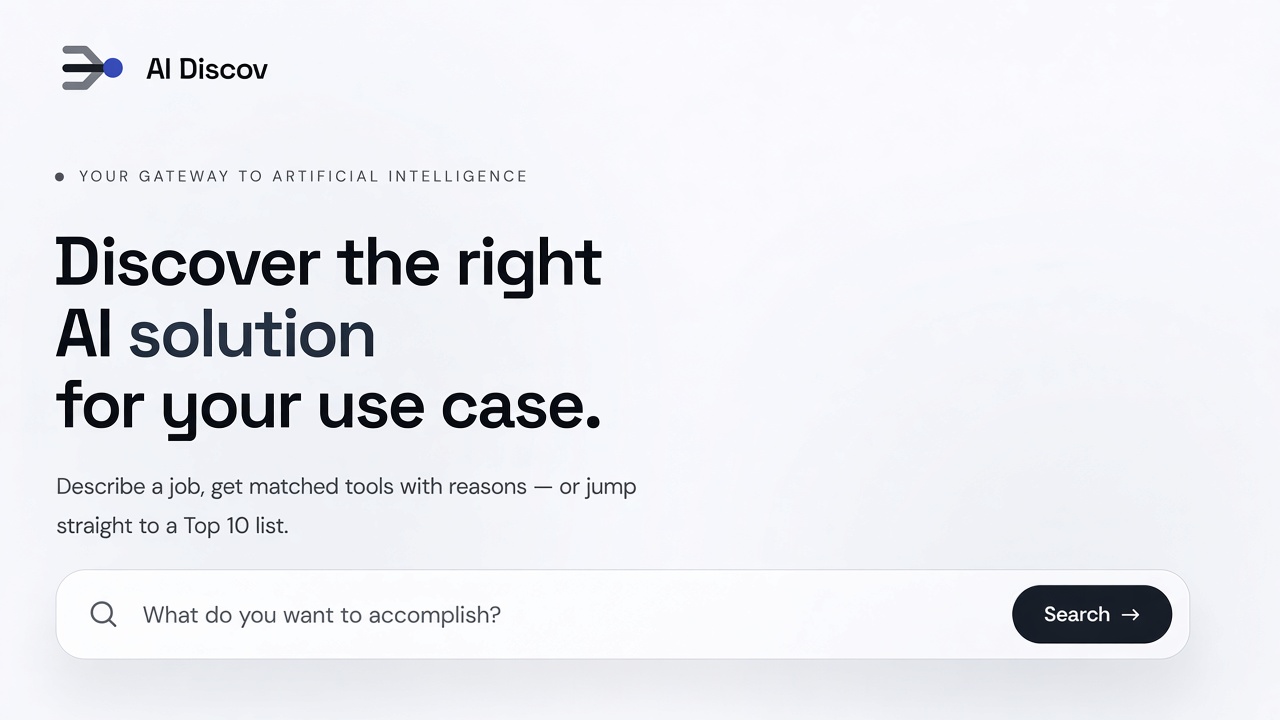 AI Discov
YOUR GATEWAY TO ARTIFICIAL INTELLIGENCE
Discover the right
AI solution
for your use case.
Describe a job, get matched tools with reasons — or jump
straight to a Top 10 list.
What do you want to accomplish?
Search →